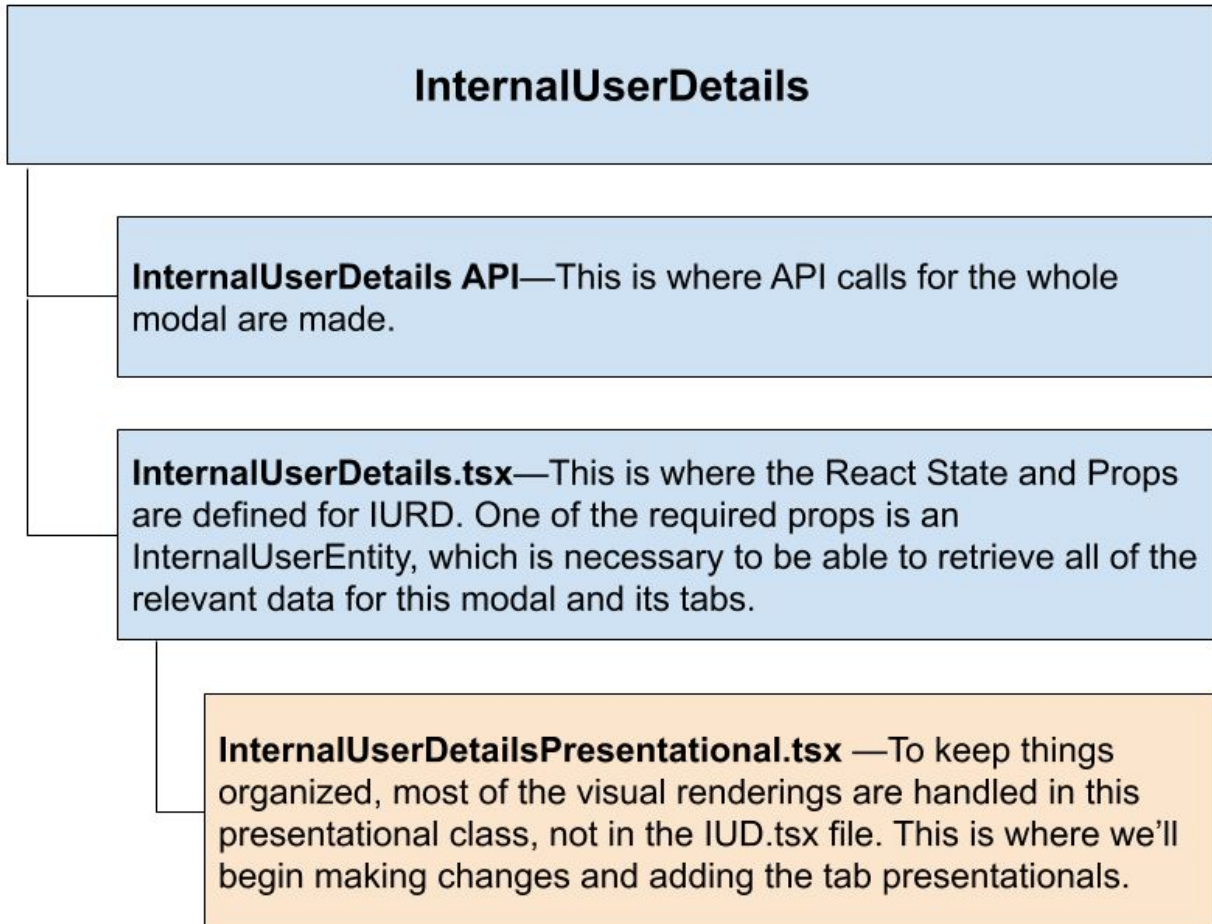 InternalUserDetails
InternalUserDetails API—This is where API calls for the whole
modal are made.
InternalUserDetails.tsx—This is where the React State and Props
are defined for IURD. One of the required props is an
InternalUserEntity, which is necessary to be able to retrieve all of the
relevant data for this modal and its tabs.
InternalUserDetailsPresentational.tsx —To keep things
organized, most of the visual renderings are handled in this
presentational class, not in the IUD.tsx file. This is where we’ll
begin making changes and adding the tab presentationals.